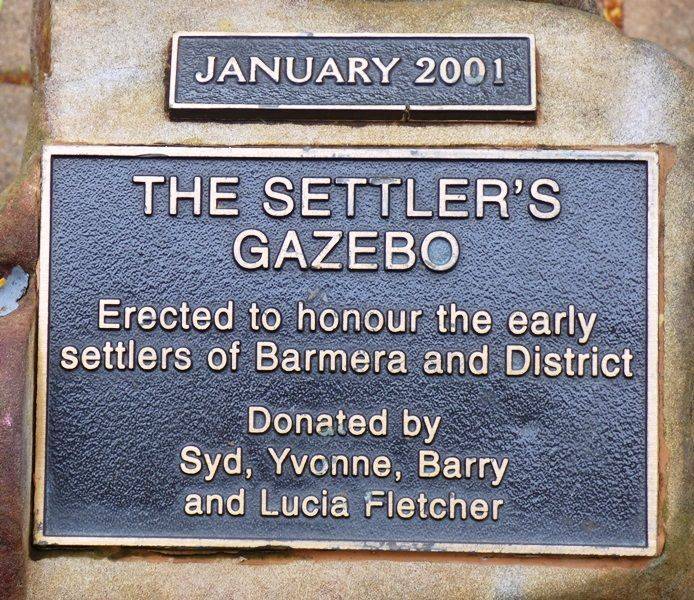 JANUARY 2001
THE SETTLER'S
GAZEBO
Erected to honour the early
settlers of Barmera and District
Donated by
Syd, Yvonne, Barry
and Lucia Fletcher